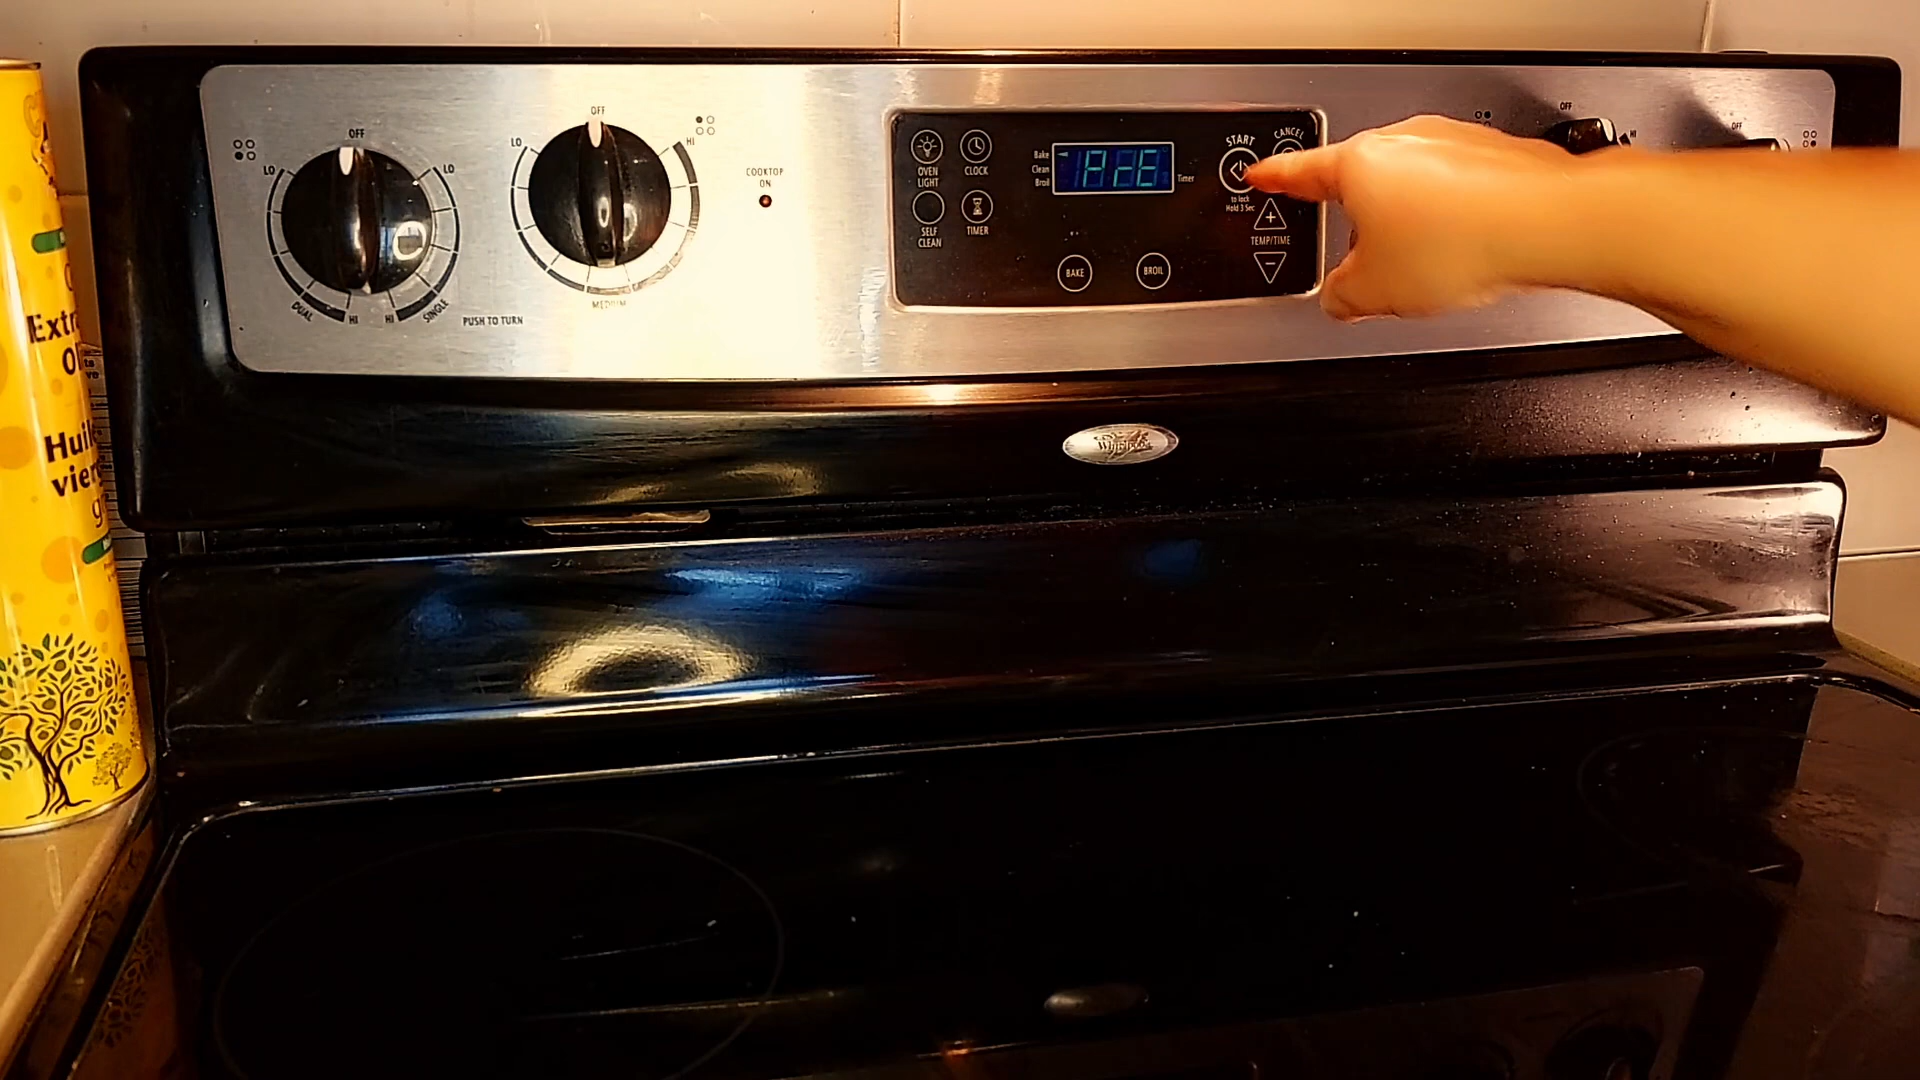 OFF
LO
LO
DUAL
HI
HI
SINGLE
PUSH TO TURN
OFF
LO
HI
MEDIUM
COOKTOP
ON
OVEN
LIGHT
CLOCK
SELF
CLEAN
TIMER
Bake
Clean
Broil
PrE
Timer
BAKE
BROIL
START
CANCEL
to lock
Hold 3 Sec
+
TEMP/TIME
−
OFF
HI
OFF
Whirlpool
Extra
Huile